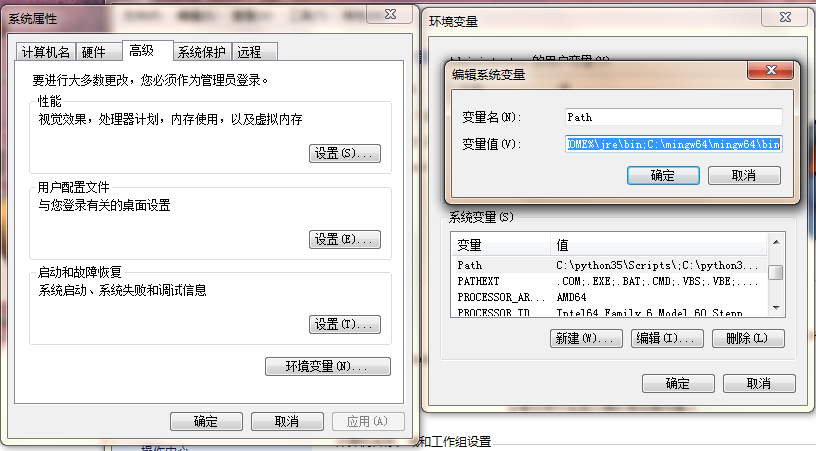 系统属性
计算机名
硬件
高级
系统保护
远程
要进行大多数更改，您必须作为管理员登录。
性能
视觉效果，处理器计划，内存使用，以及虚拟内存
设置(S)...
用户配置文件
与您登录有关的桌面设置
设置(E)...
启动和故障恢复
系统启动、系统失败和调试信息
设置(T)...
环境变量(N)...
确定
取消
应用(A)
环境变量
编辑系统变量
变量名(N):
Path
变量值(V):
OME%\jre\bin;C:\mingw64\mingw64\bin
确定
取消
系统变量(S)
变量 值
Path C:\python35\Scripts\;C:\python3...
PATHEXT .COM;.EXE;.BAT;.CMD;.VBS;.VBE;....
PROCESSOR_AR... AMD64
PROCESSOR_ID Intel64 Family 6 Model 60 Stepp
新建(W)...
编辑(I)...
删除(L)
确定
取消
和工作组设置